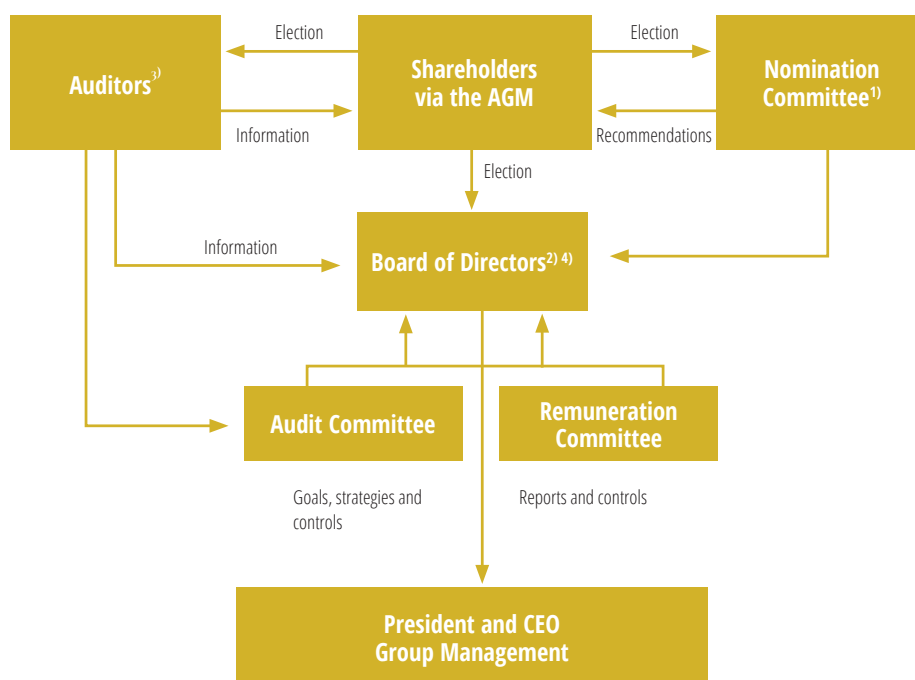 Election
Election
Auditors3)
Shareholders
via the AGM
Nomination
Committee1)
Information
Recommendations
Election
Information
Board of Directors2) 4)
Audit Committee
Remuneration
Committee
Goals, strategies and
controls
Reports and controls
President and CEO
Group Management